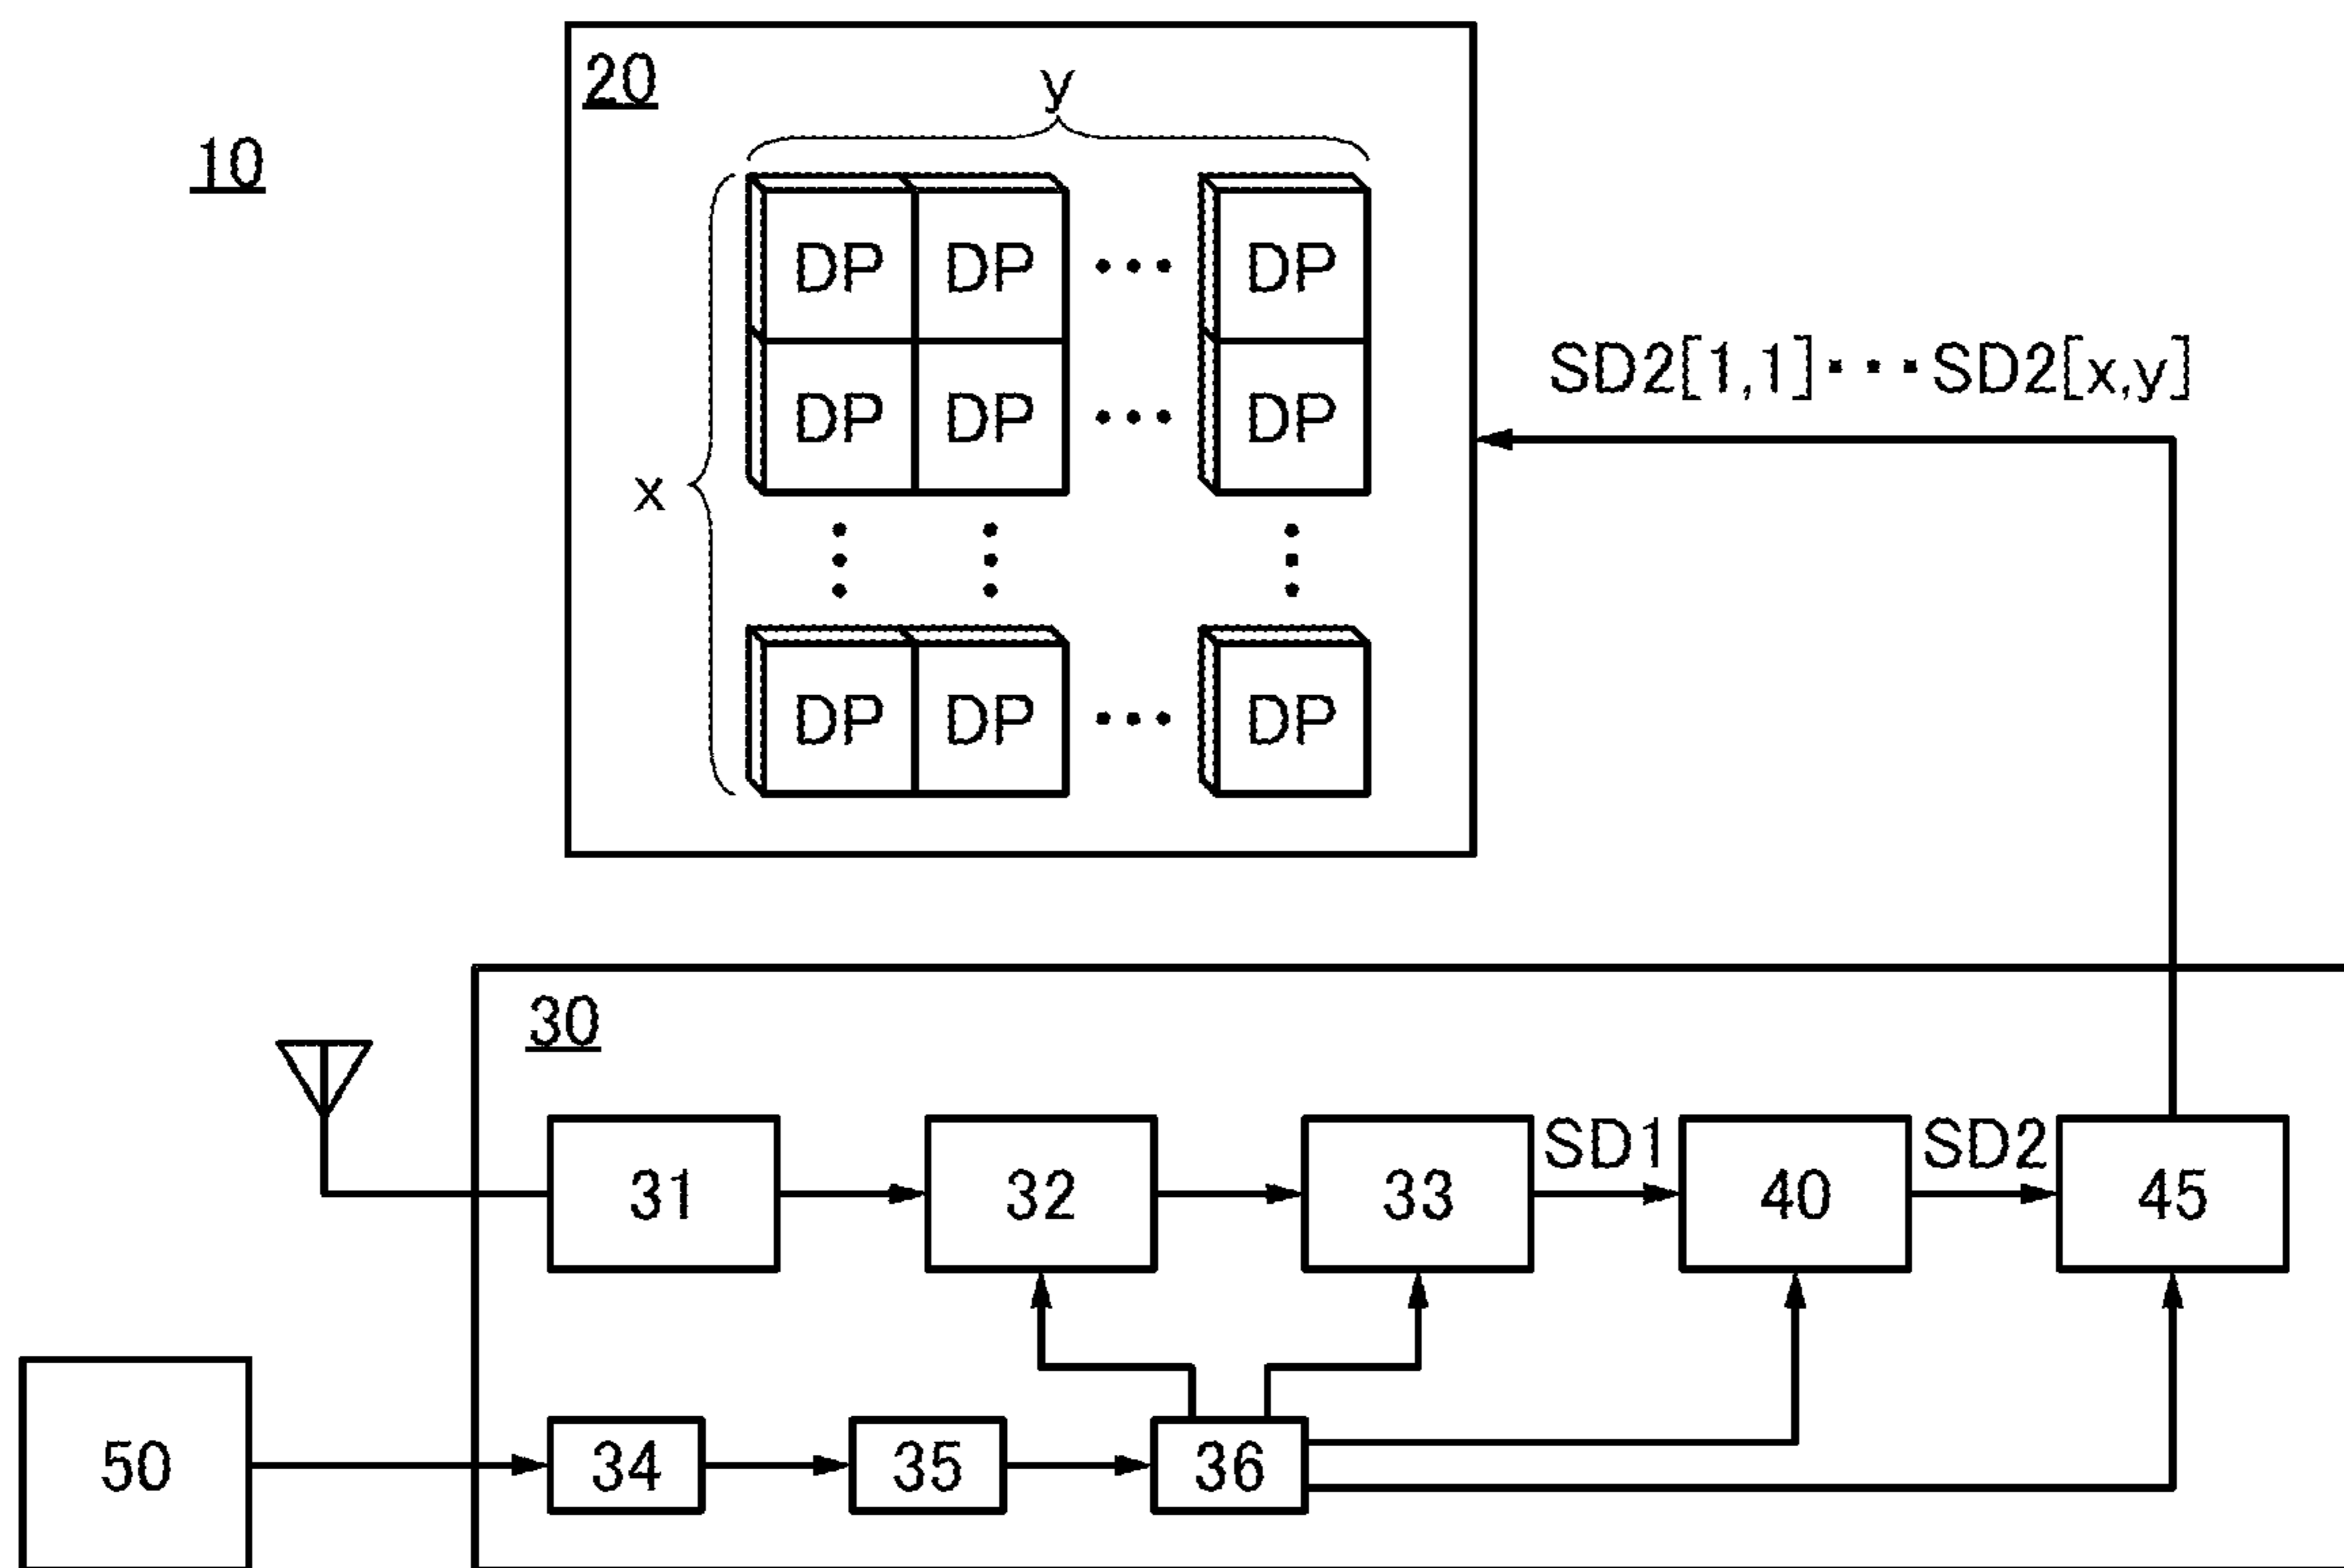 20
y
10
DP DP ••• DP
SD2[1,1]•••SD2[x,y]
DP DP ••• DP
x
DP DP ••• DP
30
SD1 SD2
31 32 33 40 45
50 34 35 36